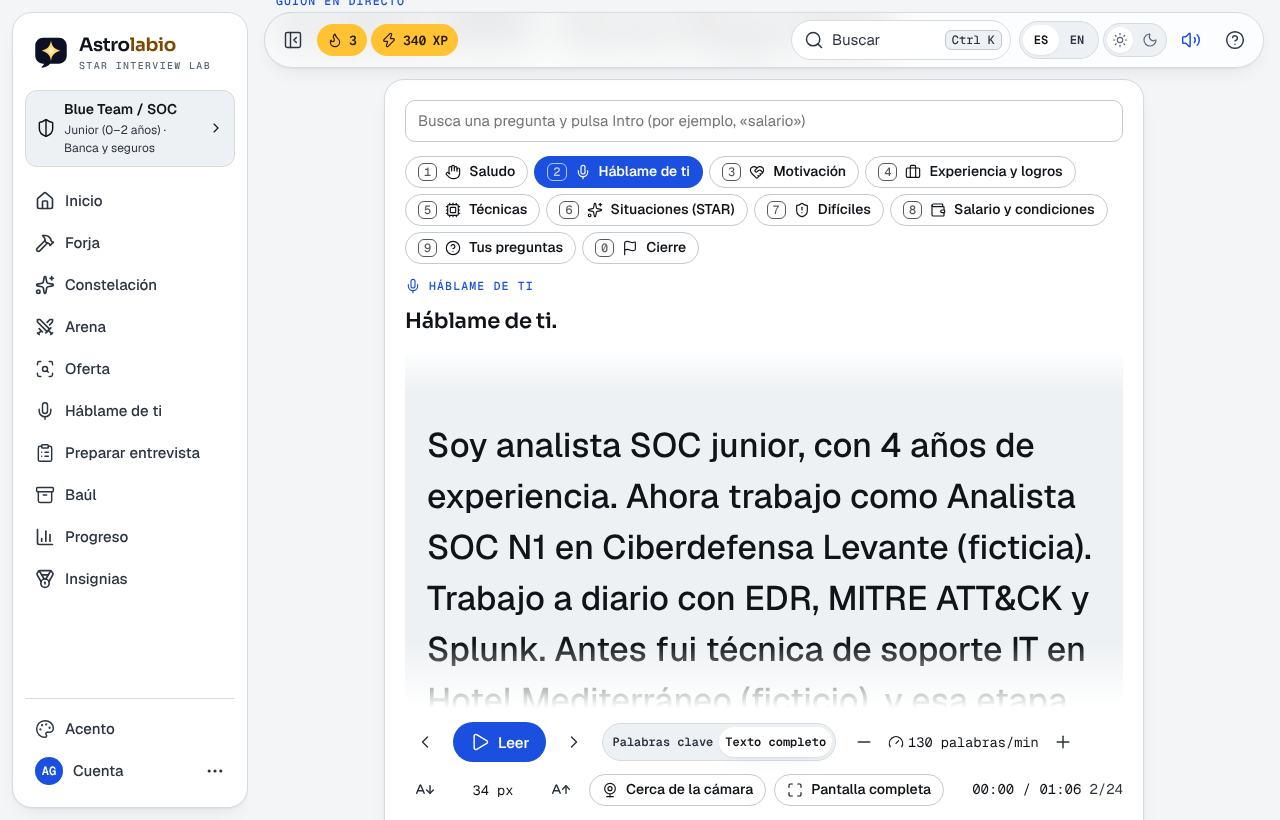 GUIÓN EN DIRECTO
Astrolabio
STAR INTERVIEW LAB
3
340 XP
Buscar
Ctrl K
ES
EN
Blue Team / SOC
Junior (0–2 años) ·
Banca y seguros
Inicio
Forja
Constelación
Arena
Oferta
Háblame de ti
Preparar entrevista
Baúl
Progreso
Insignias
Acento
AG Cuenta
Busca una pregunta y pulsa Intro (por ejemplo, «salario»)
1 Saludo
2 Háblame de ti
3 Motivación
4 Experiencia y logros
5 Técnicas
6 Situaciones (STAR)
7 Difíciles
8 Salario y condiciones
9 Tus preguntas
0 Cierre
HÁBLAME DE TI
Háblame de ti.
Soy analista SOC junior, con 4 años de
experiencia. Ahora trabajo como Analista
SOC N1 en Ciberdefensa Levante (ficticia).
Trabajo a diario con EDR, MITRE ATT&CK y
Splunk. Antes fui técnica de soporte IT en
Hotel Mediterráneo (ficticio), y esa etapa
Leer
Palabras clave
Texto completo
130 palabras/min
A
34 px
A
Cerca de la cámara
Pantalla completa
00:00 / 01:06 2/24